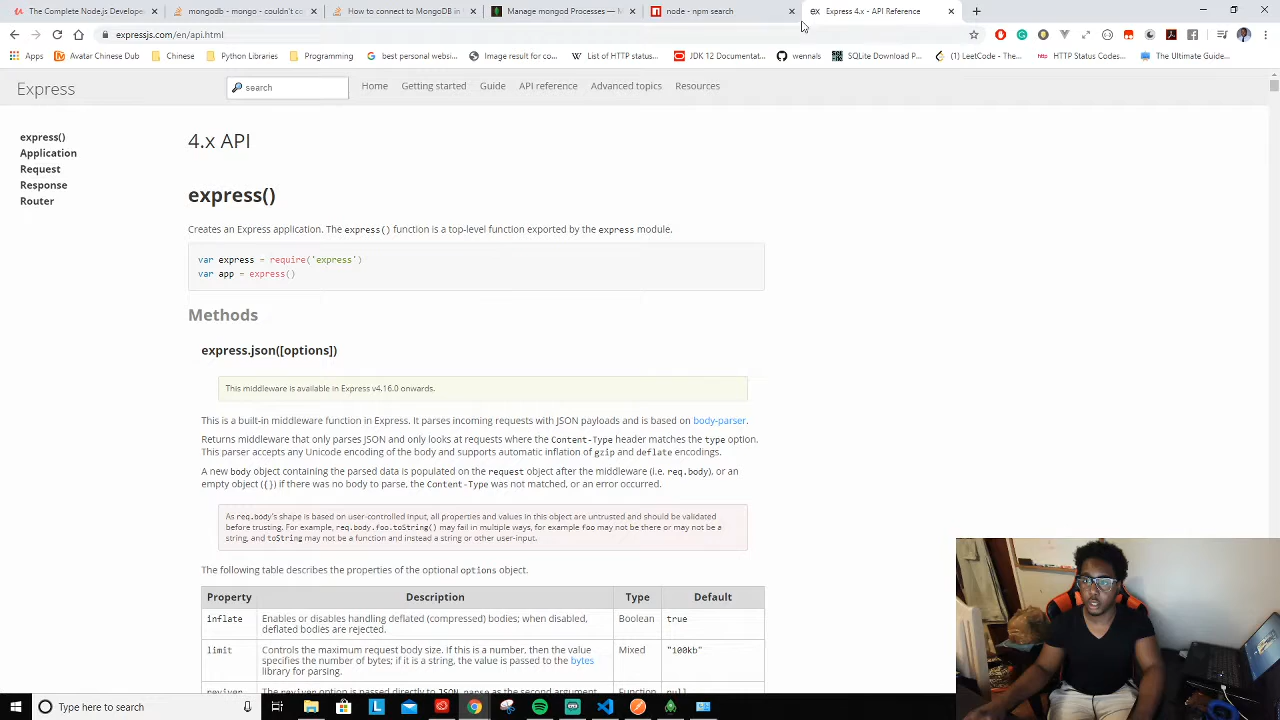 The Complete Node.js Develope
mongodb - mongo - couldn't co
How to connect to MongoDB in
Manage mongod Processes — M
node - npm search
Express 4.x - API Reference
expressjs.com/en/api.html
Apps
Avatar Cinese Dub
Chinese
Python Libraries
Programming
best personal websi...
Image result for co...
List of HTTP status...
JDK 12 Documentat...
wennals
SQLite Download P...
(1) LeetCode - The...
HTTP Status Codes...
The Ultimate Guide...
Express
search
Home
Getting started
Guide
API reference
Advanced topics
Resources
express()
Application
Request
Response
Router
4.x API
express()
Creates an Express application. The express() function is a top-level function exported by the express module.
var express = require('express')
var app = express()
Methods
express.json([options])
This middleware is available in Express v4.16.0 onwards.
This is a built-in middleware function in Express. It parses incoming requests with JSON payloads and is based on body-parser.
Returns middleware that only parses JSON and only looks at requests where the Content-Type header matches the type option.
This parser accepts any Unicode encoding of the body and supports automatic inflation of gzip and deflate encodings.
A new body object containing the parsed data is populated on the request object after the middleware (i.e. req.body), or an
empty object ({}) if there was no body to parse, the Content-Type was not matched, or an error occurred.
As req.body's shape is based on user-controlled input, all properties and values in this object are untrusted and should be validated
before trusting. For example, req.body.foo.toString() may fail in multiple ways, for example foo may not be there or may not be a
string, and toString may not be a function and instead a string or other user-input.
The following table describes the properties of the optional options object.
Property Description Type Default
inflate Enables or disables handling deflated (compressed) bodies; when disabled, Boolean true
deflated bodies are rejected.
limit Controls the maximum request body size. If this is a number, then the value Mixed "100kb"
specifies the number of bytes; if it is a string, the value is passed to the bytes
library for parsing.
reviver The reviver option is passed directly to JSON.parse as the second argument. Function null
Type here to search